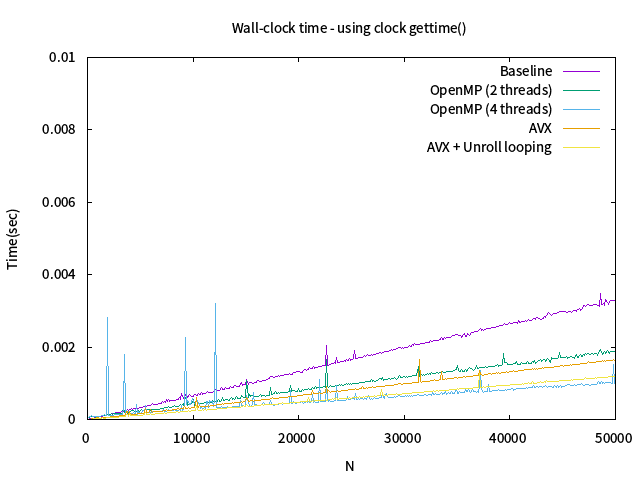 Wall-clock time - using clock gettime()
Baseline
OpenMP (2 threads)
OpenMP (4 threads)
AVX
AVX + Unroll looping
0.01
0.008
0.006
0.004
0.002
0
Time(sec)
0 10000 20000 30000 40000 50000
N